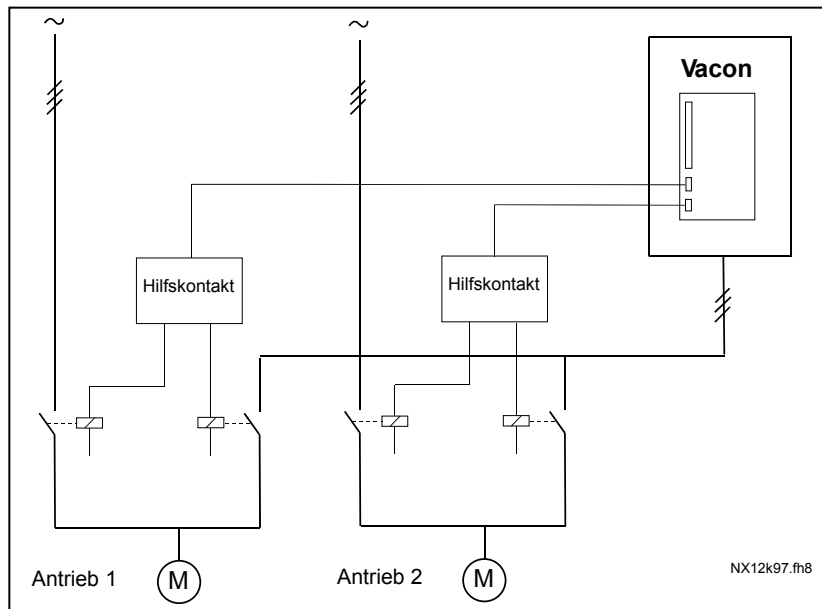 ~
~
Vacon
Hilfskontakt
Hilfskontakt
Antrieb 1
M
Antrieb 2
M
NX12k97.fh8